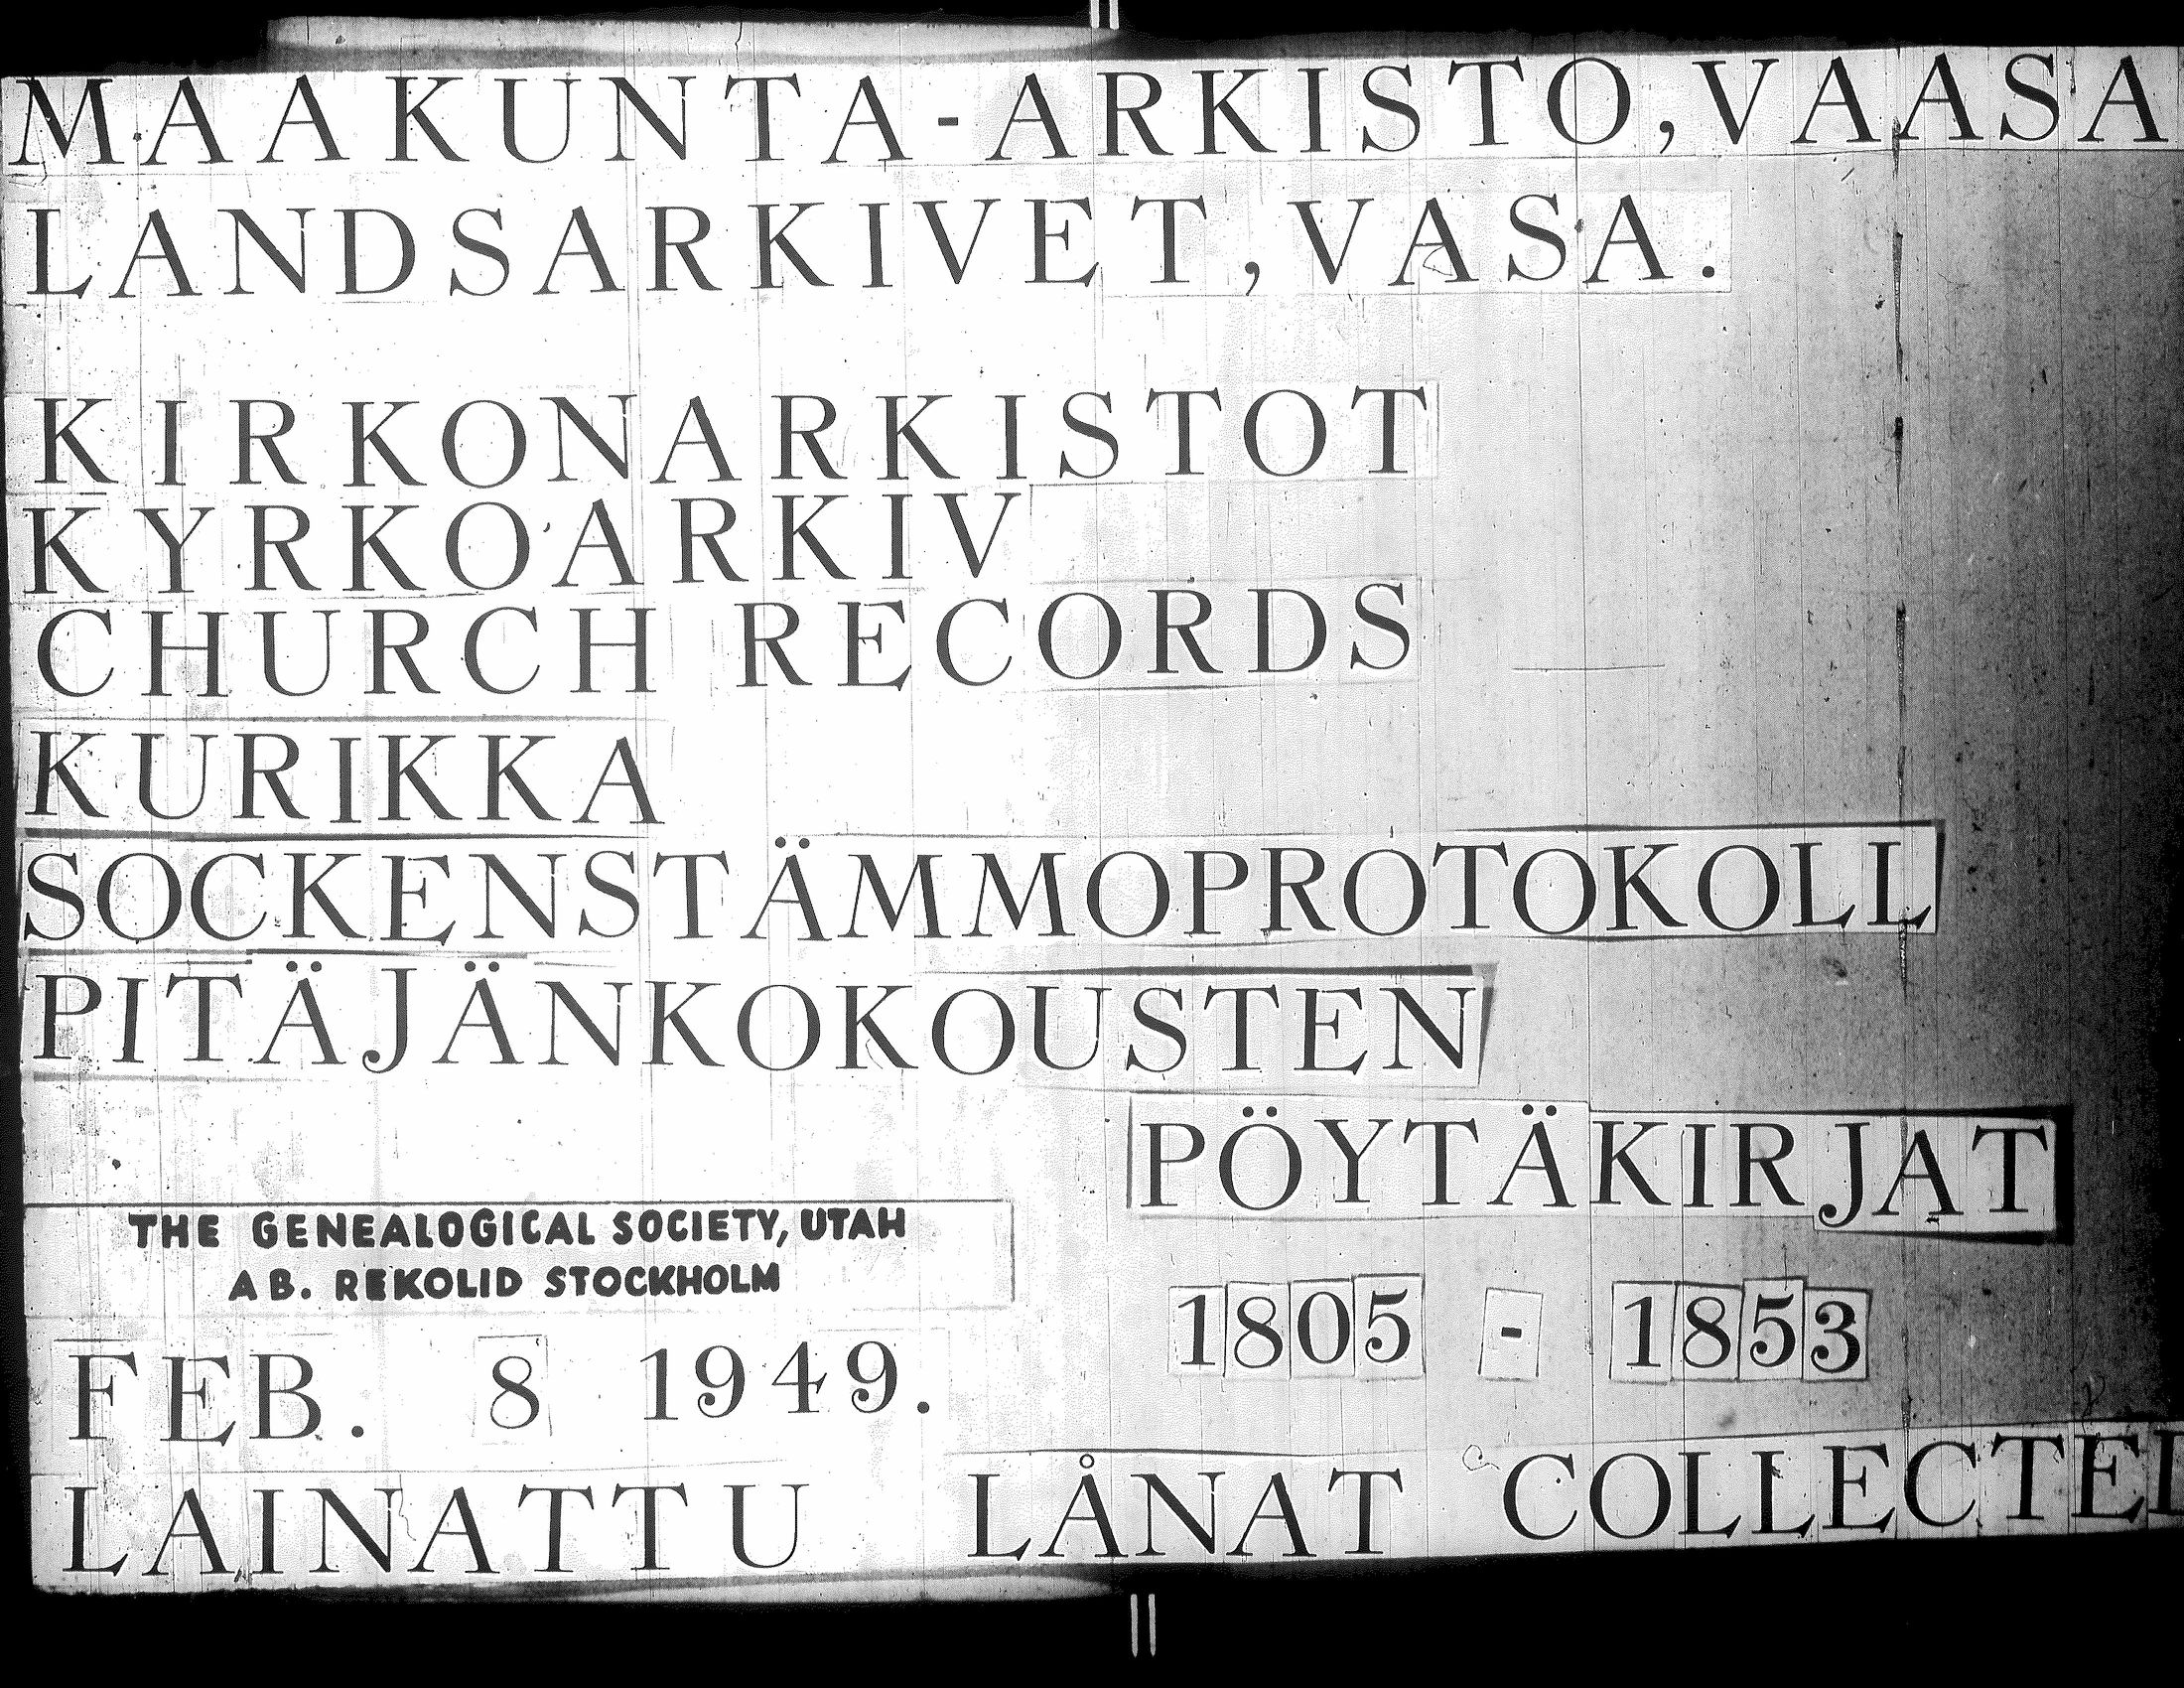 MAAKUNTA-ARKISTO, VAASA
LANDSARKIVET, VASA.
KIRKONARKISTOT
KYRKOARKIV
CHURCH RECORDS
KURIKKA
SOCKENSTÄMMOPROTOKOLL
PITÄJÄNKOKOUSTEN
PÖYTÄKIRJAT
1805 - 1853
THE GENEALOGICAL SOCIETY, UTAH
AB. REKOLID STOCKHOLM
FEB. 8 1949.
LAINATTU LÅNAT COLLECTED